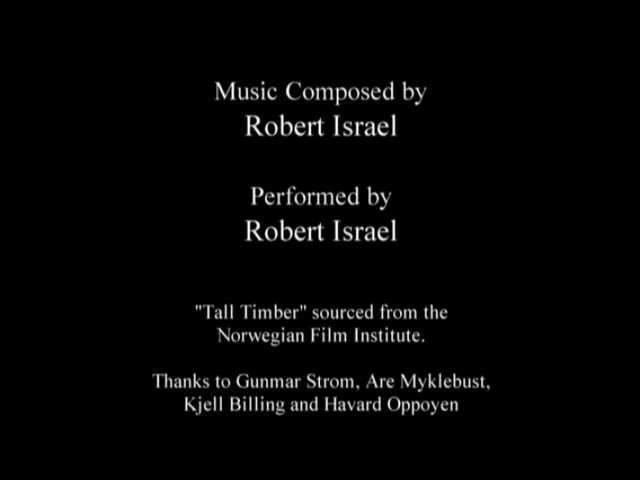 Music Composed by
Robert Israel
Performed by
Robert Israel
"Tall Timber" sourced from the
Norwegian Film Institute.
Thanks to Gunmar Strom, Are Myklebust,
Kjell Billing and Havard Oppoyen